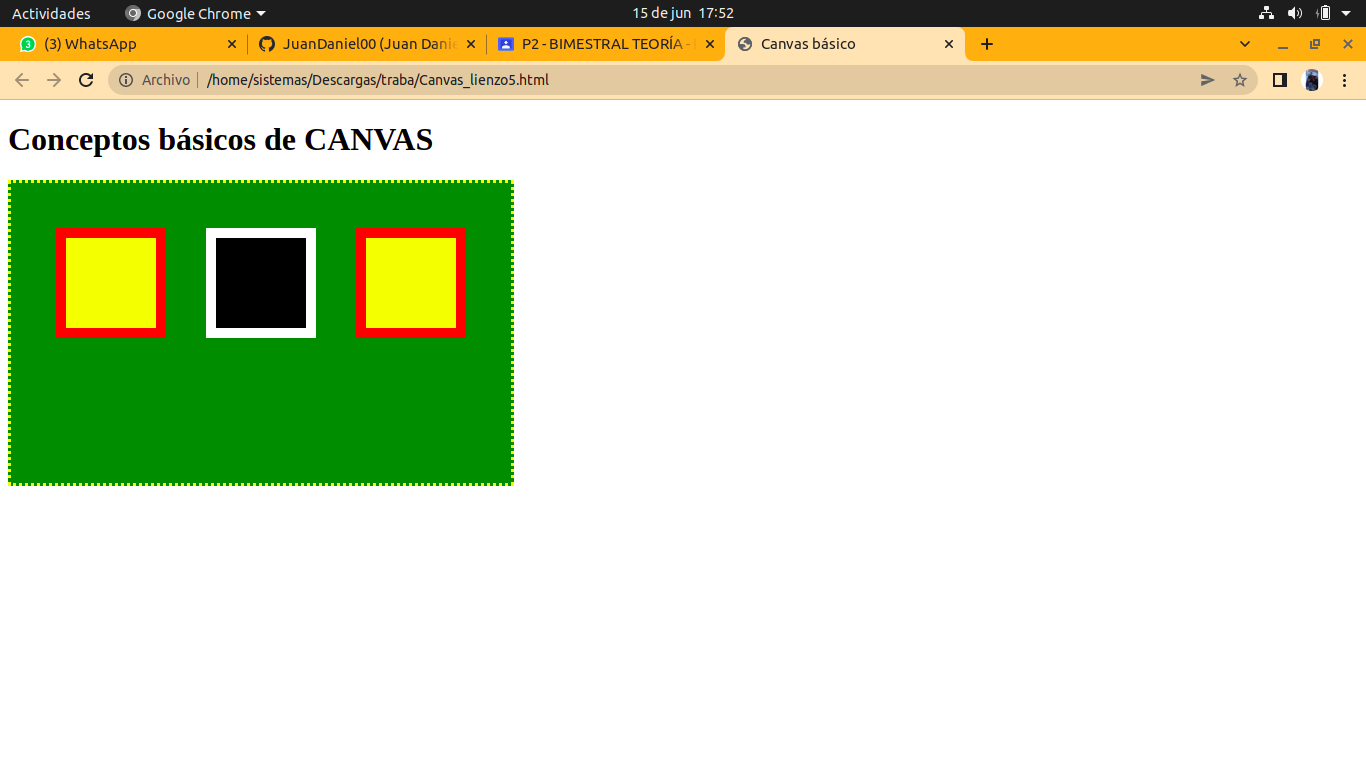 Actividades Google Chrome 15 de jun 17:52
3 (3) WhatsApp JuanDaniel00 (Juan Danie P2 - BIMESTRAL TEORÍA - Canvas básico
Archivo /home/sistemas/Descargas/traba/Canvas_lienzo5.html
Conceptos básicos de CANVAS